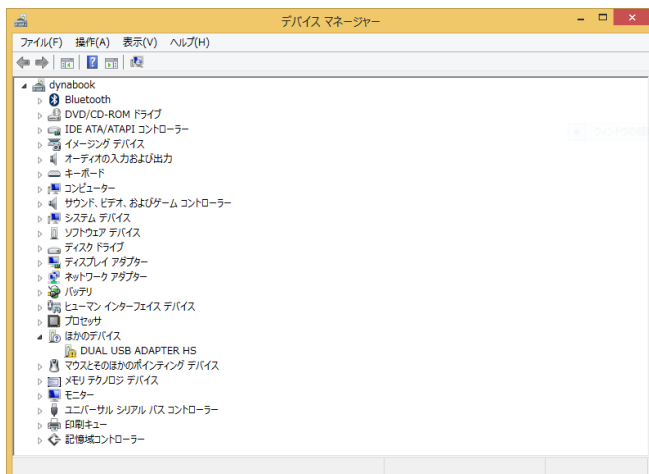 デバイス マネージャー
ファイル(F) 操作(A) 表示(V) ヘルプ(H)
dynabook
Bluetooth
DVD/CD-ROM ドライブ
IDE ATA/ATAPI コントローラー
イメージング デバイス
オーディオの入力および出力
キーボード
コンピューター
サウンド、ビデオ、およびゲーム コントローラー
システム デバイス
ソフトウェア デバイス
ディスク ドライブ
ディスプレイ アダプター
ネットワーク アダプター
バッテリ
ヒューマン インターフェイス デバイス
プロセッサ
ほかのデバイス
DUAL USB ADAPTER HS
マウスとそのほかのポインティング デバイス
メモリ テクノロジ デバイス
モニター
ユニバーサル シリアル バス コントローラー
印刷キュー
記憶域コントローラー